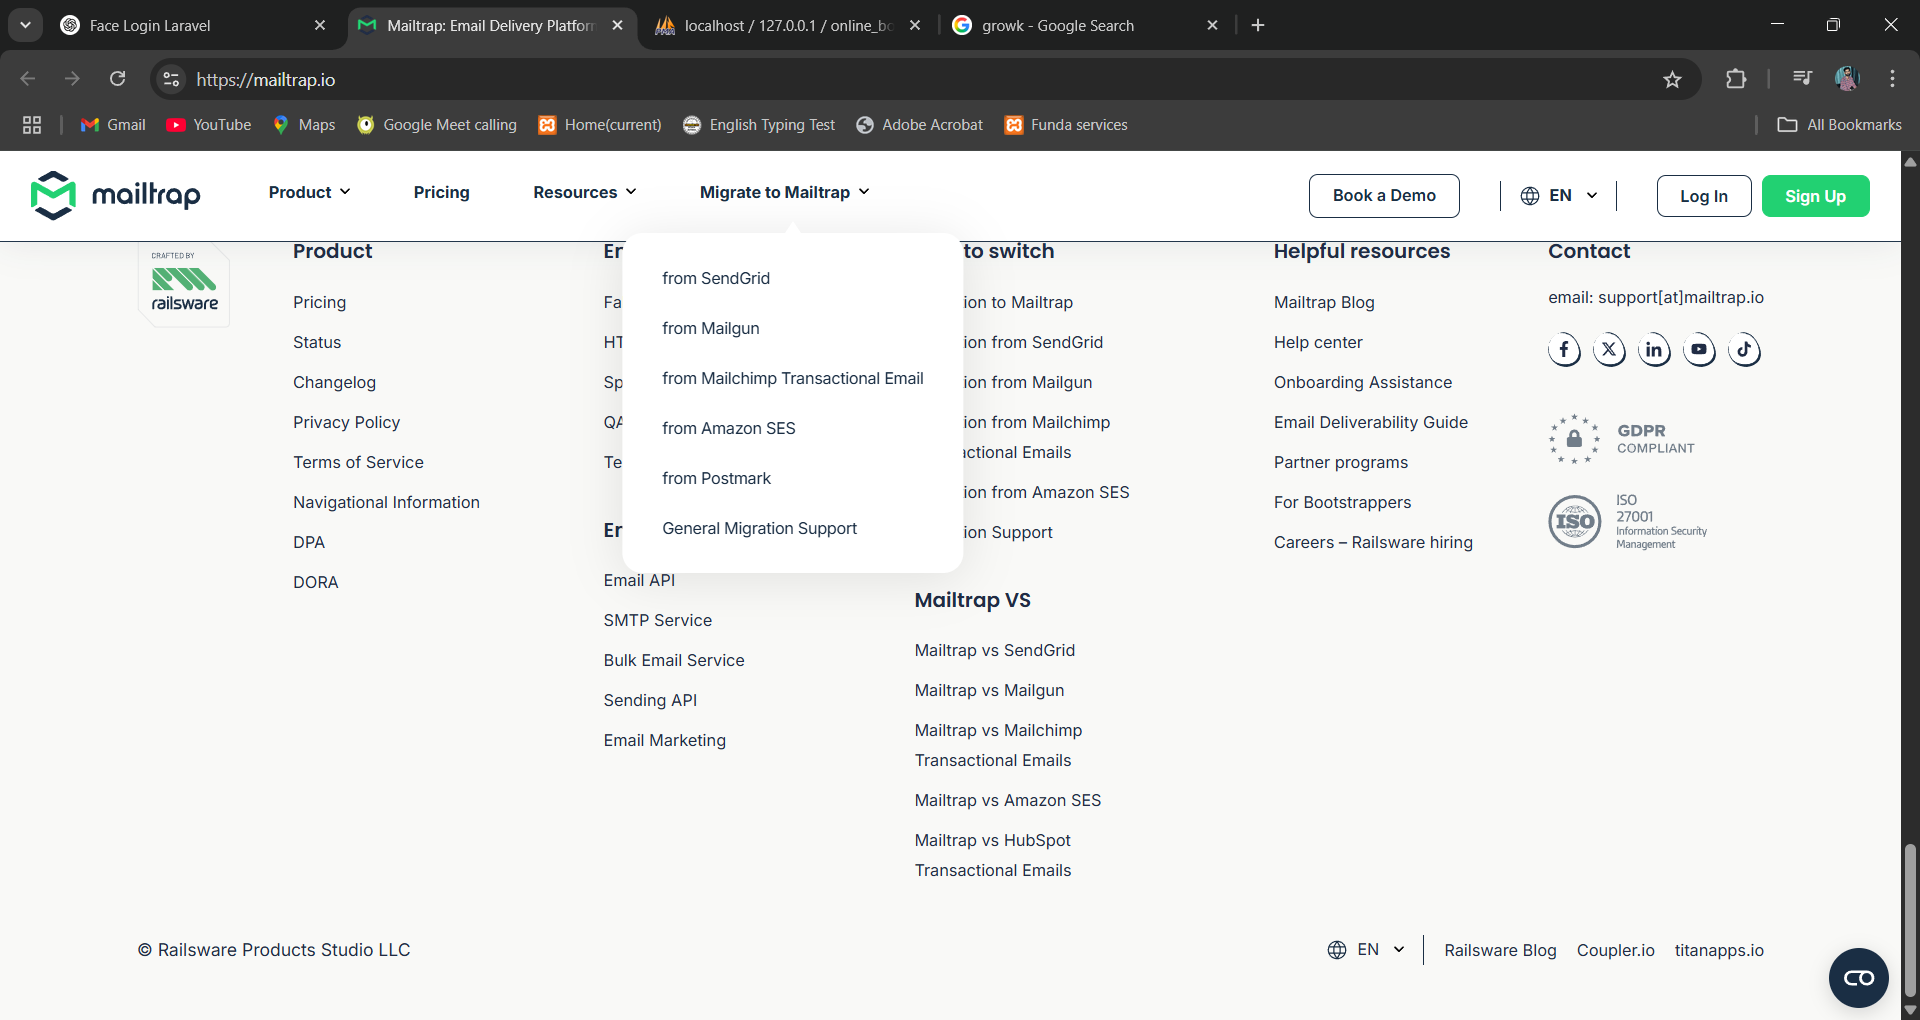 Face Login Laravel
Mailtrap: Email Delivery Platforn
localhost / 127.0.0.1 / online_bo
growk - Google Search
https://mailtrap.io
Gmail
YouTube
Maps
Google Meet calling
Home(current)
English Typing Test
Adobe Acrobat
Funda services
All Bookmarks
mailtrap
Product
Pricing
Resources
Migrate to Mailtrap
Book a Demo
EN
Log In
Sign Up
from SendGrid
from Mailgun
from Mailchimp Transactional Email
from Amazon SES
from Postmark
General Migration Support
CRAFTED BY
railsware
Product
Pricing
Status
Changelog
Privacy Policy
Terms of Service
Navigational Information
DPA
DORA
Er
Fa
HT
Sp
QA
Te
Er
Email API
SMTP Service
Bulk Email Service
Sending API
Email Marketing
to switch
ion to Mailtrap
ion from SendGrid
ion from Mailgun
ion from Mailchimp
actional Emails
ion from Amazon SES
ion Support
Mailtrap VS
Mailtrap vs SendGrid
Mailtrap vs Mailgun
Mailtrap vs Mailchimp
Transactional Emails
Mailtrap vs Amazon SES
Mailtrap vs HubSpot
Transactional Emails
Helpful resources
Mailtrap Blog
Help center
Onboarding Assistance
Email Deliverability Guide
Partner programs
For Bootstrappers
Careers – Railsware hiring
Contact
email: support[at]mailtrap.io
GDPR
COMPLIANT
ISO
ISO
27001
Information Security
Management
© Railsware Products Studio LLC
EN
Railsware Blog
Coupler.io
titanapps.io